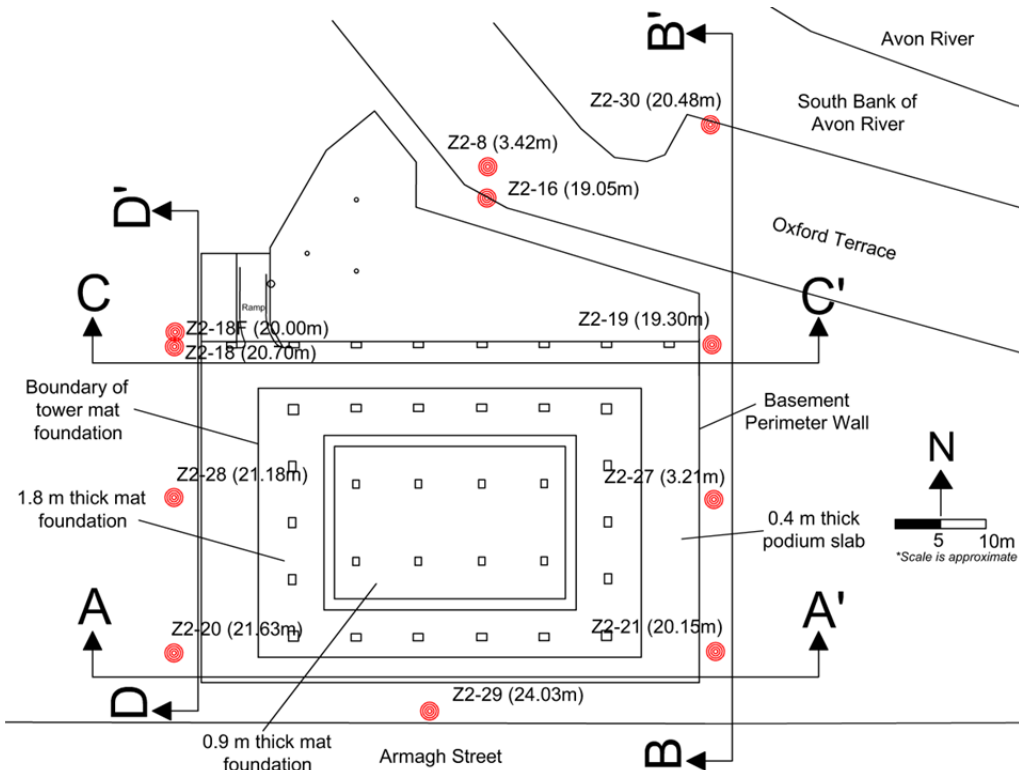 B'
Avon River
Z2-30 (20.48m)
South Bank of
Avon River
Z2-8 (3.42m)
Z2-16 (19.05m)
D'
Oxford Terrace
C
C'
Ramp
Z2-18F (20.00m)
Z2-19 (19.30m)
Z2-18 (20.70m)
Boundary of
tower mat
foundation
Basement
Perimeter Wall
N
Z2-28 (21.18m)
Z2-27 (3.21m)
1.8 m thick mat
foundation
0.4 m thick
podium slab
5
10m
*Scale is approximate
A
A'
Z2-20 (21.63m)
Z2-21 (20.15m)
D
Z2-29 (24.03m)
0.9 m thick mat
foundation
Armagh Street
B